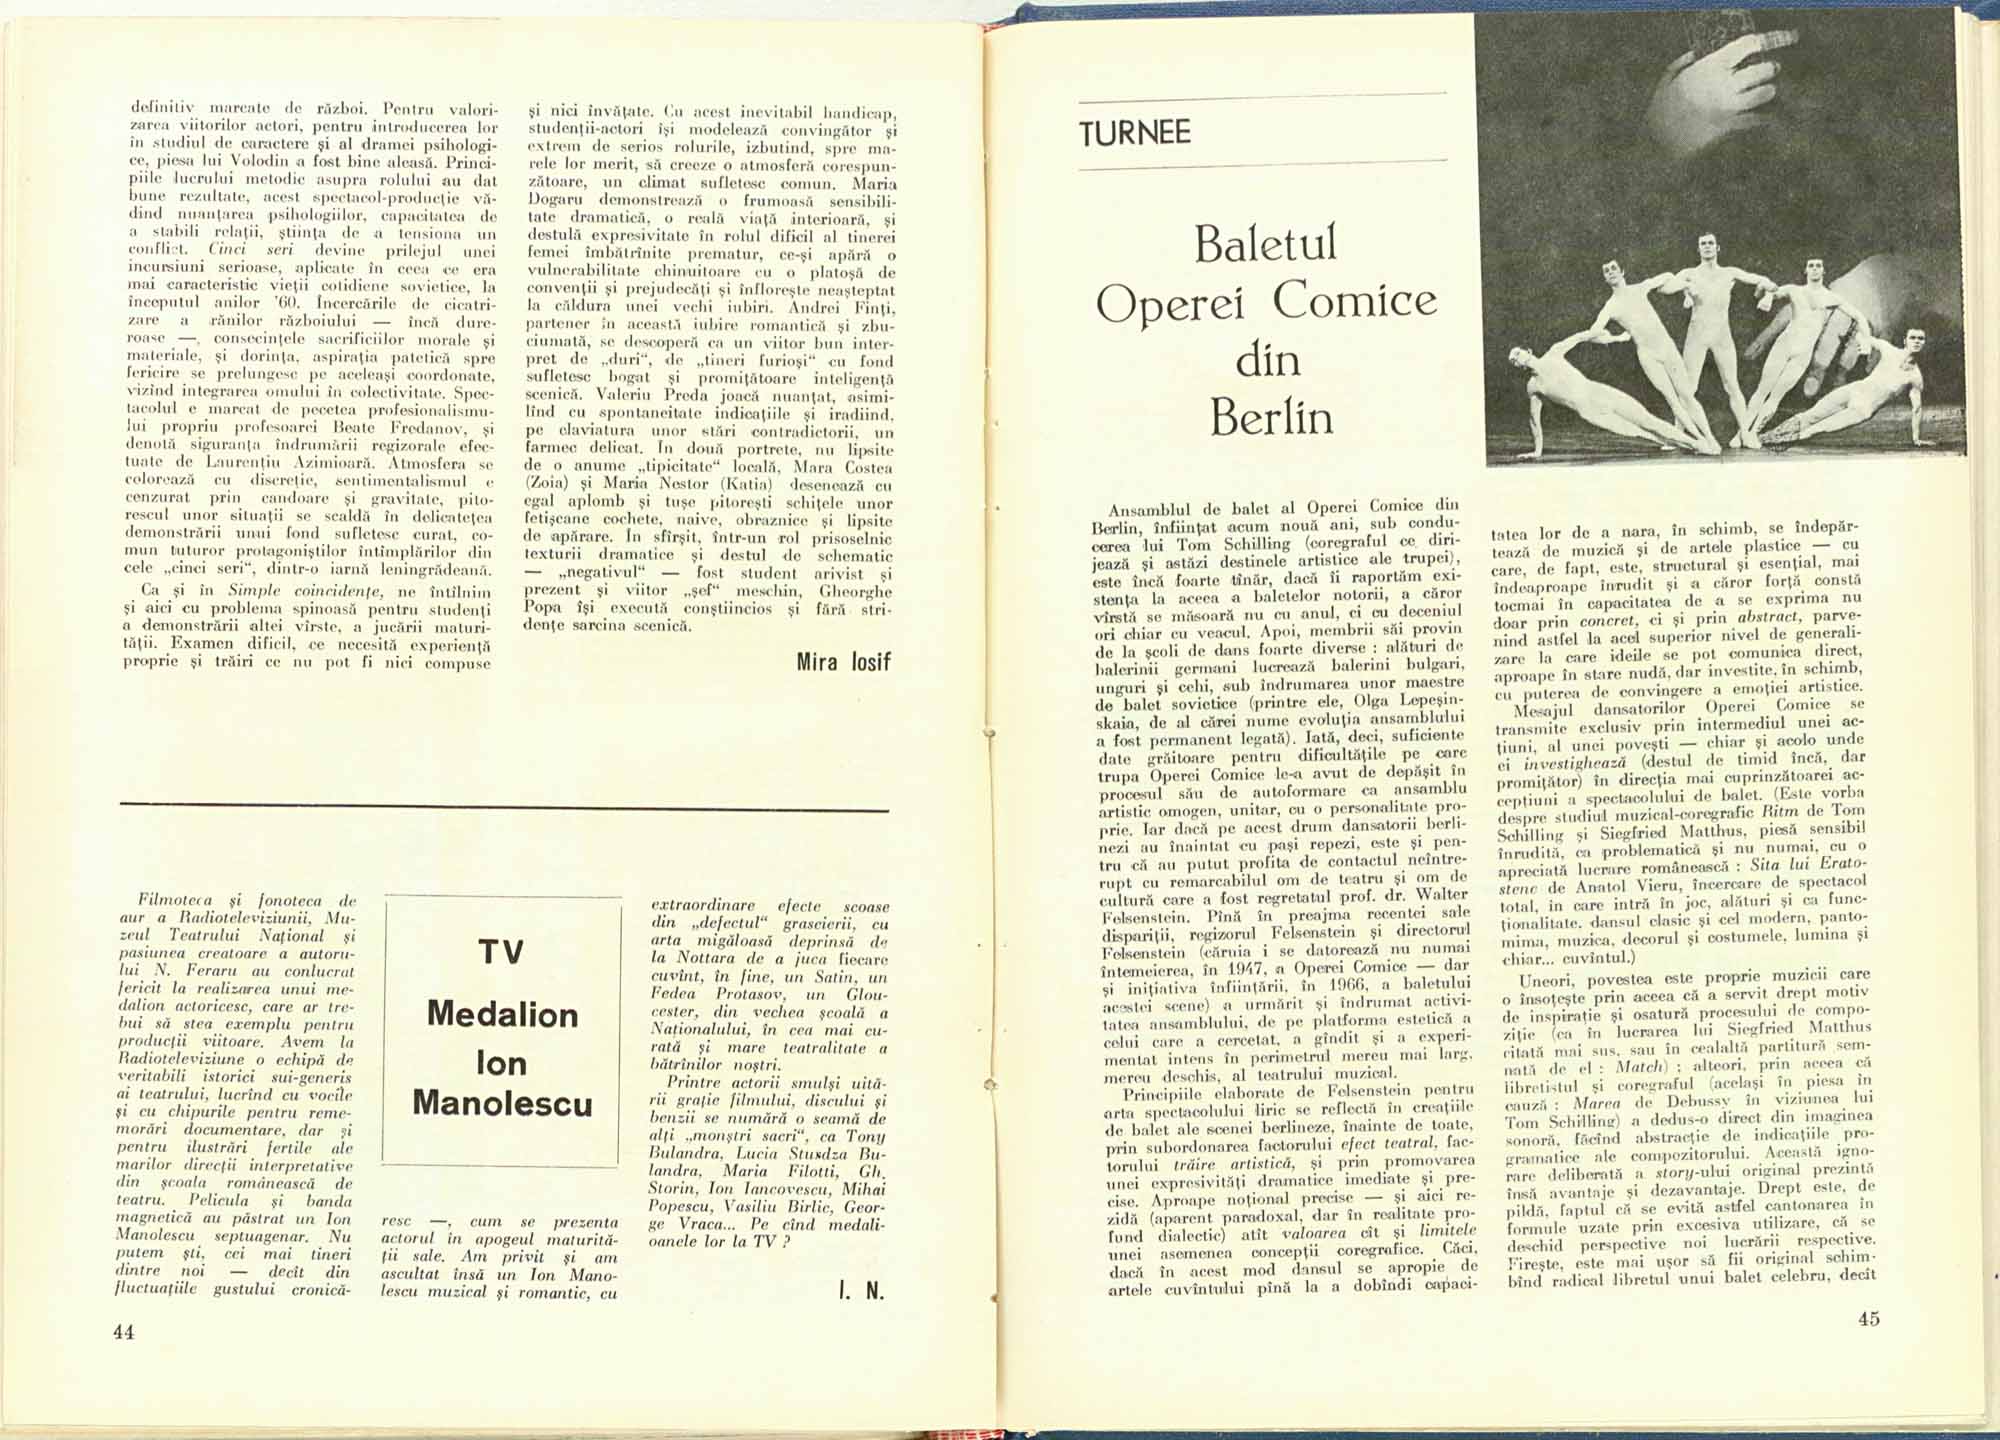 definitiv marcate de război. Pentru valori-
zarea viitorilor actori, pentru introducerea lor
în studiul de caractere și al dramei psihologi-
ce, piesa lui Volodin a fost bine aleasă. Princi-
piile lucrului metodic asupra rolului au dat
bune rezultate, acest spectacol-producție vă-
dind nuanțarea psihologiilor, capacitatea de
a stabili relații, știința de a tensiona un
conflict. Cinci seri devine prilejul unei
incursiuni serioase, aplicate în ceea ce era
mai caracteristic vieții cotidiene sovietice, la
începutul anilor '60. Încercările de cicatri-
zare a rănilor războiului — încă dure-
roase —, consecințele sacrificiilor morale și
materiale, și dorința, aspirația patetică spre
fericire se prelungesc pe aceleași coordonate,
vizînd integrarea omului în colectivitate. Spec-
tacolul e marcat de pecetea profesionalismu-
lui propriu profesoarei Beate Fredanov, și
denotă siguranța îndrumării regizorale efec-
tuate de Laurențiu Azimioară. Atmosfera se
colorează cu discreție, sentimentalismul e
cenzurat prin candoare și gravitate, pito-
rescul unor situații se scaldă în delicatețea
demonstrării unui fond sufletesc curat, co-
mun tuturor protagoniștilor întîmplărilor din
cele „cinci seri“, dintr-o iarnă leningrădeană.
Ca și în Simple coincidențe, ne întîlnim
și aici cu problema spinoasă pentru studenți
a demonstrării altei vîrste, a jucării maturi-
tății. Examen dificil, ce necesită experiență
proprie și trăiri ce nu pot fi nici compuse
și nici învățate. Cu acest inevitabil handicap,
studenții-actori își modelează convingător și
extrem de serios rolurile, izbutind, spre ma-
rele lor merit, să creeze o atmosferă corespun-
zătoare, un climat sufletesc comun. Maria
Dogaru demonstrează o frumoasă sensibili-
tate dramatică, o reală viață interioară, și
destulă expresivitate în rolul dificil al tinerei
femei îmbătrînite prematur, ce-și apără o
vulnerabilitate chinuitoare cu o platoșă de
convenții și prejudecăți și înflorește neașteptat
la căldura unei vechi iubiri. Andrei Finți,
partener în această iubire romantică și zbu-
ciumată, se descoperă ca un viitor bun inter-
pret de „duri“, de „tineri furioși“ cu fond
sufletesc bogat și promițătoare inteligență
scenică. Valeriu Preda joacă nuanțat, asimi-
lînd cu spontaneitate indicațiile și iradiind,
pe claviatura unor stări contradictorii, un
farmec delicat. În două portrete, nu lipsite
de o anume „tipicitate“ locală, Mara Costea
(Zoia) și Maria Nestor (Katia) desenează cu
egal aplomb și tușe pitorești schițele unor
fetișcane cochete, naive, obraznice și lipsite
de apărare. În sfîrșit, într-un rol prisoselnic
texturii dramatice și destul de schematic
— „negativul“ — fost student arivist și
prezent și viitor „șef“ meschin, Gheorghe
Popa își execută conștiincios și fără stri-
dențe sarcina scenică.
Mira Iosif
Filmoteca și fonoteca de
aur a Radioteleviziunii, Mu-
zeul Teatrului Național și
pasiunea creatoare a autoru-
lui N. Feraru au conlucrat
fericit la realizarea unui me-
dalion actoricesc, care ar tre-
bui să stea exemplu pentru
producții viitoare. Avem la
Radioteleviziune o echipă de
veritabili istorici sui-generis
ai teatrului, lucrînd cu vocile
și cu chipurile pentru reme-
morări documentare, dar și
pentru ilustrări fertile ale
marilor direcții interpretative
din școala românească de
teatru. Pelicula și banda
magnetică au păstrat un Ion
Manolescu septuagenar. Nu
putem ști, cei mai tineri
dintre noi — decît din
fluctuațiile gustului cronică-
TV
Medalion
Ion
Manolescu
resc —, cum se prezenta
actorul în apogeul maturită-
ții sale. Am privit și am
ascultat însă un Ion Mano-
lescu muzical și romantic, cu
extraordinare efecte scoase
din „defectul“ graseierii, cu
arta migăloasă deprinsă de
la Nottara de a juca fiecare
cuvînt, în fine, un Satin, un
Fedea Protasov, un Glou-
cester, din vechea școală a
Naționalului, în cea mai cu-
rată și mare teatralitate a
bătrînilor noștri.
Printre actorii smulși uită-
rii grație filmului, discului și
benzii se numără o seamă de
alți „monștri sacri“, ca Tony
Bulandra, Lucia Stusdza Bu-
landra, Maria Filotti, Gh.
Storin, Ion Iancovescu, Mihai
Popescu, Vasiliu Birlic, Geor-
ge Vraca... Pe cînd medali-
oanele lor la TV ?
I. N.
44
TURNEE
Baletul
Operei Comice
din
Berlin
Ansamblul de balet al Operei Comice din
Berlin, înființat acum nouă ani, sub condu-
cerea lui Tom Schilling (coregraful ce diri-
jează și astăzi destinele artistice ale trupei),
este încă foarte tînăr, dacă îi raportăm exi-
stența la aceea a baletelor notorii, a căror
vîrstă se măsoară nu cu anul, ci cu deceniul
ori chiar cu veacul. Apoi, membrii săi provin
de la școli de dans foarte diverse : alături de
balerinii germani lucrează balerini bulgari,
unguri și cehi, sub îndrumarea unor maestre
de balet sovietice (printre ele, Olga Lepeșin-
skaia, de al cărei nume evoluția ansamblului
a fost permanent legată). Iată, deci, suficiente
date grăitoare pentru dificultățile pe care
trupa Operei Comice le-a avut de depășit în
procesul său de autoformare ca ansamblu
artistic omogen, unitar, cu o personalitate pro-
prie. Iar dacă pe acest drum dansatorii berli-
nezi au înaintat cu pași repezi, este și pen-
tru că au putut profita de contactul neîntre-
rupt cu remarcabilul om de teatru și om de
cultură care a fost regretatul prof. dr. Walter
Felsenstein. Pînă în preajma recentei sale
dispariții, regizorul Felsenstein și directorul
Felsenstein (căruia i se datorează nu numai
întemeierea, în 1947, a Operei Comice — dar
și inițiativa înființării, în 1966, a baletului
acestei scene) a urmărit și îndrumat activi-
tatea ansamblului, de pe platforma estetică a
celui care a cercetat, a gîndit și a experi-
mentat intens în perimetrul mereu mai larg,
mereu deschis, al teatrului muzical.
Principiile elaborate de Felsenstein pentru
arta spectacolului liric se reflectă în creațiile
de balet ale scenei berlineze, înainte de toate,
prin subordonarea factorului efect teatral, fac-
torului trăire artistică, și prin promovarea
unei expresivități dramatice imediate și pre-
cise. Aproape noțional precise — și aici re-
zidă (aparent paradoxal, dar în realitate pro-
fund dialectic) atît valoarea cît și limitele
unei asemenea concepții coregrafice. Căci,
dacă în acest mod dansul se apropie de
artele cuvîntului pînă la a dobîndi capaci-
tatea lor de a nara, în schimb, se îndepăr-
tează de muzică și de artele plastice — cu
care, de fapt, este, structural și esențial, mai
îndeaproape înrudit și a căror forță constă
tocmai în capacitatea de a se exprima nu
doar prin concret, ci și prin abstract, parve-
nind astfel la acel superior nivel de generali-
zare la care ideile se pot comunica direct,
aproape în stare nudă, dar investite, în schimb,
cu puterea de convingere a emoției artistice.
Mesajul dansatorilor Operei Comice se
transmite exclusiv prin intermediul unei ac-
țiuni, al unei povești — chiar și acolo unde
ei investighează (destul de timid încă, dar
promițător) în direcția mai cuprinzătoarei ac-
cepțiuni a spectacolului de balet. (Este vorba
despre studiul muzical-coregrafic Ritm de Tom
Schilling și Siegfried Matthus, piesă sensibil
înrudită, ca problematică și nu numai, cu o
apreciată lucrare românească : Sita lui Erato-
stene de Anatol Vieru, încercare de spectacol
total, în care intră în joc, alături și ca func-
ționalitate, dansul clasic și cel modern, panto-
mima, muzica, decorul și costumele, lumina și
chiar... cuvîntul.)
Uneori, povestea este proprie muzicii care
o însoțește prin aceea că a servit drept motiv
de inspirație și osatură procesului de compo-
ziție (ca în lucrarea lui Siegfried Matthus
citată mai sus, sau în cealaltă partitură sem-
nată de el : Match) ; alteori, prin aceea că
libretistul și coregraful (același în piesa în
cauză : Marea de Debussy în viziunea lui
Tom Schilling) a dedus-o direct din imaginea
sonoră, făcînd abstracție de indicațiile pro-
gramatice ale compozitorului. Această igno-
rare deliberată a story-ului original prezintă
însă avantaje și dezavantaje. Drept este, de
pildă, faptul că se evită astfel cantonarea în
formule uzate prin excesiva utilizare, că se
deschid perspective noi lucrării respective.
Firește, este mai ușor să fii original schim-
bînd radical libretul unui balet celebru, decît
45